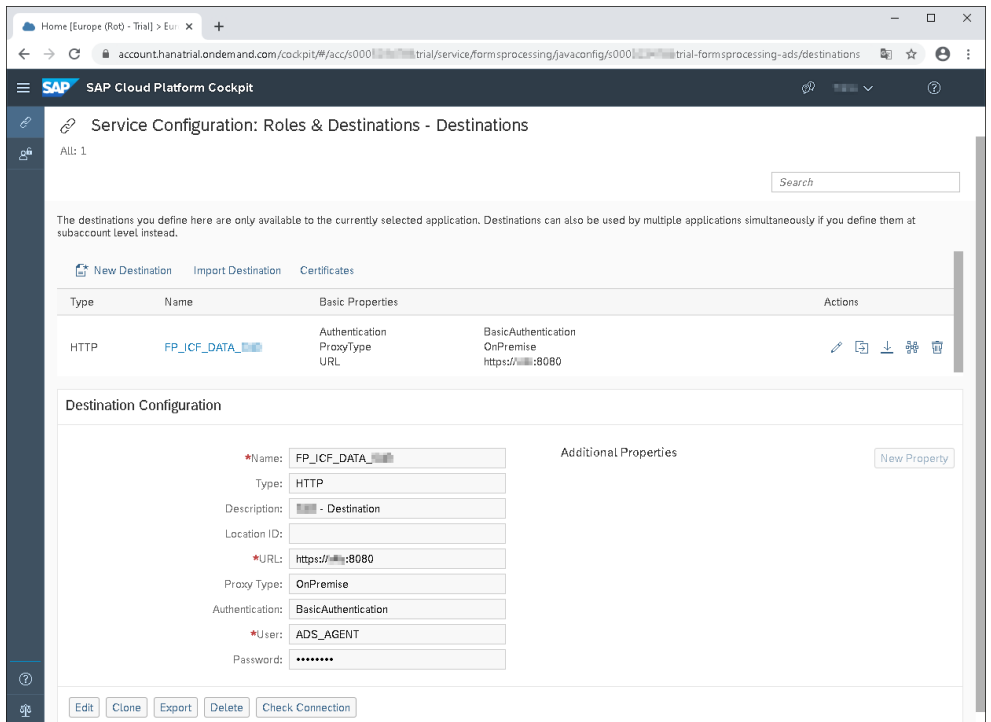 Home [Europe (Rot) - Trial] > Eur
account.hanatrial.ondemand.com/cockpit/#/acc/s000 trial/service/formsprocessing/javaconfig/s000 trial-formsprocessing-ads/destinations
SAP SAP Cloud Platform Cockpit
Service Configuration: Roles & Destinations - Destinations
All: 1
Search
The destinations you define here are only available to the currently selected application. Destinations can also be used by multiple applications simultaneously if you define them at
subaccount level instead.
New Destination Import Destination Certificates
Type Name Basic Properties Actions
Authentication BasicAuthentication
HTTP FP_ICF_DATA_ ProxyType OnPremise
URL https:// :8080
Destination Configuration
Additional Properties New Property
*Name: FP_ICF_DATA_
Type: HTTP
Description: - Destination
Location ID:
*URL: https:// :8080
Proxy Type: OnPremise
Authentication: BasicAuthentication
*User: ADS_AGENT
Password: ••••••••
Edit Clone Export Delete Check Connection